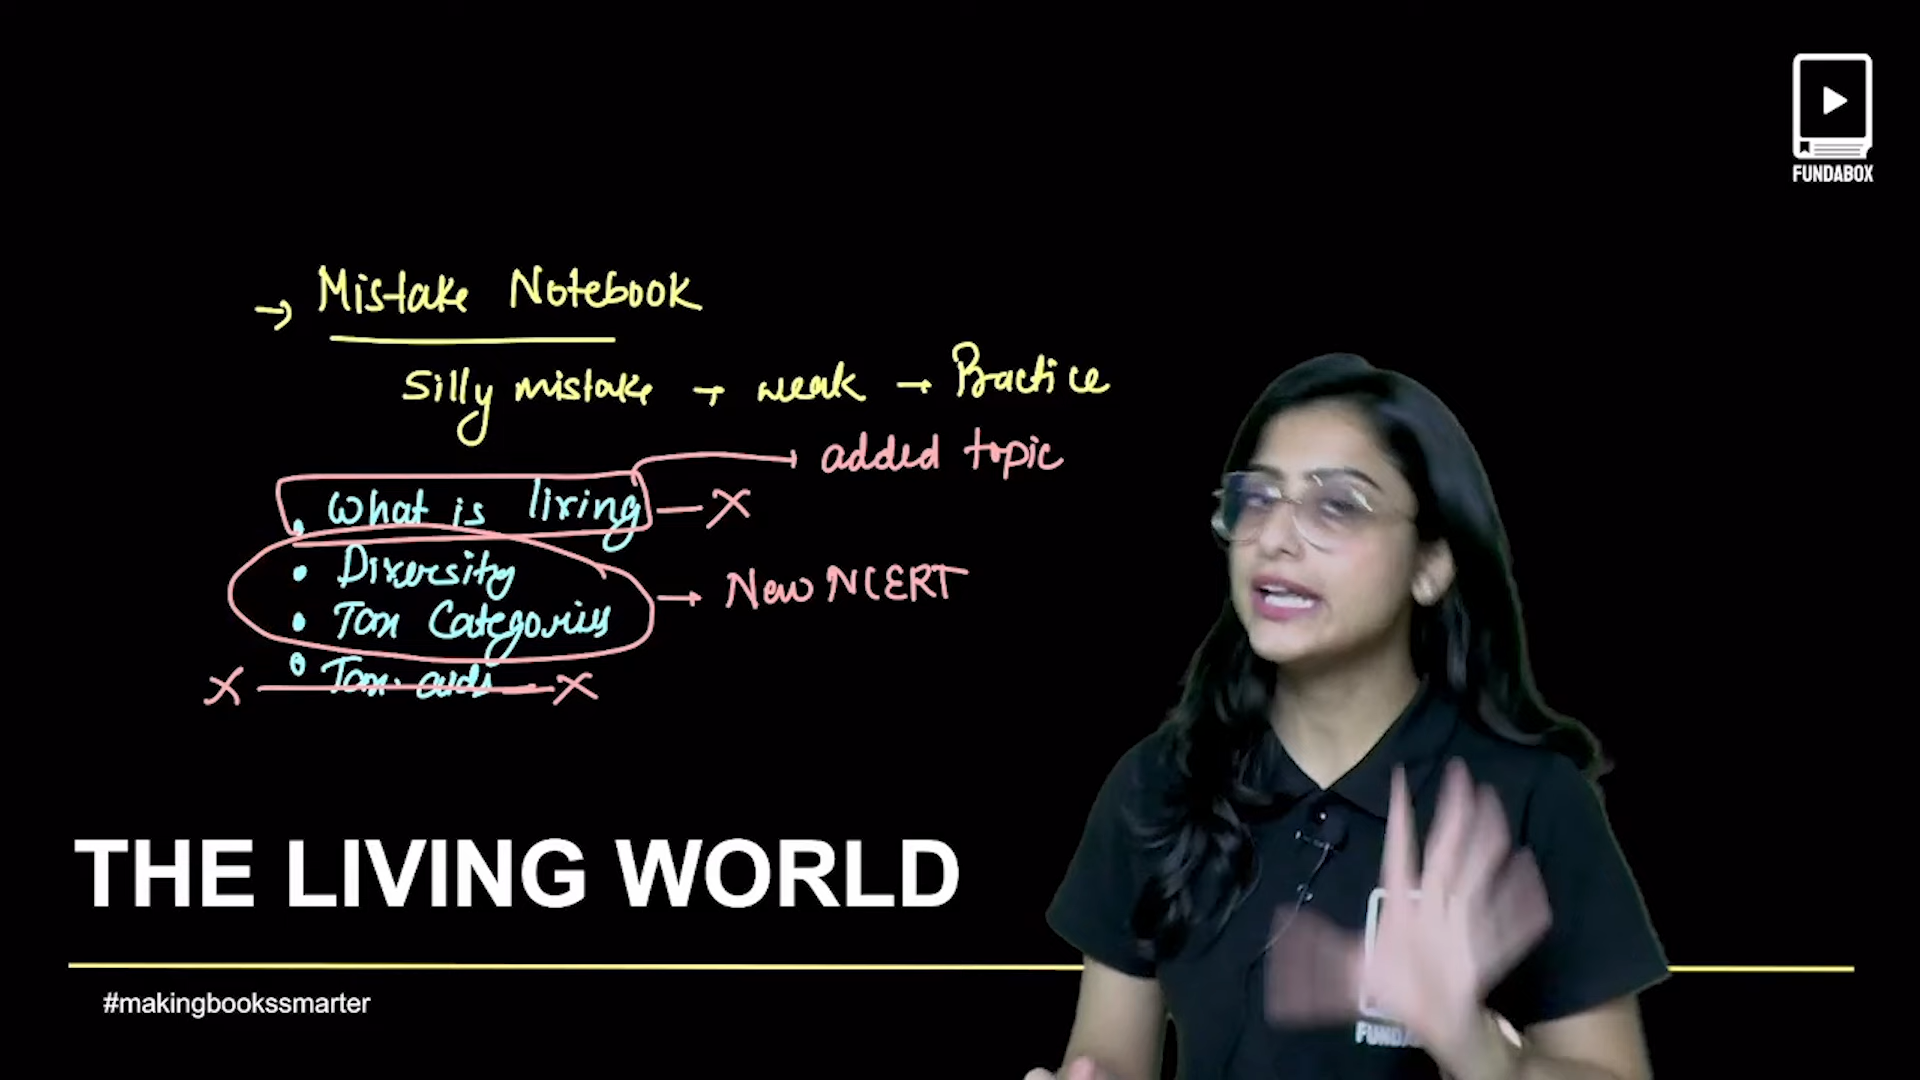 FUNDABOX
→ Mistake Notebook
Silly mistake → weak → Practice
added topic
• What is living — X
• Diversity
• Tax Categories
→ New NCERT
X • Tax. aids X
THE LIVING WORLD
#makingbookssmarter